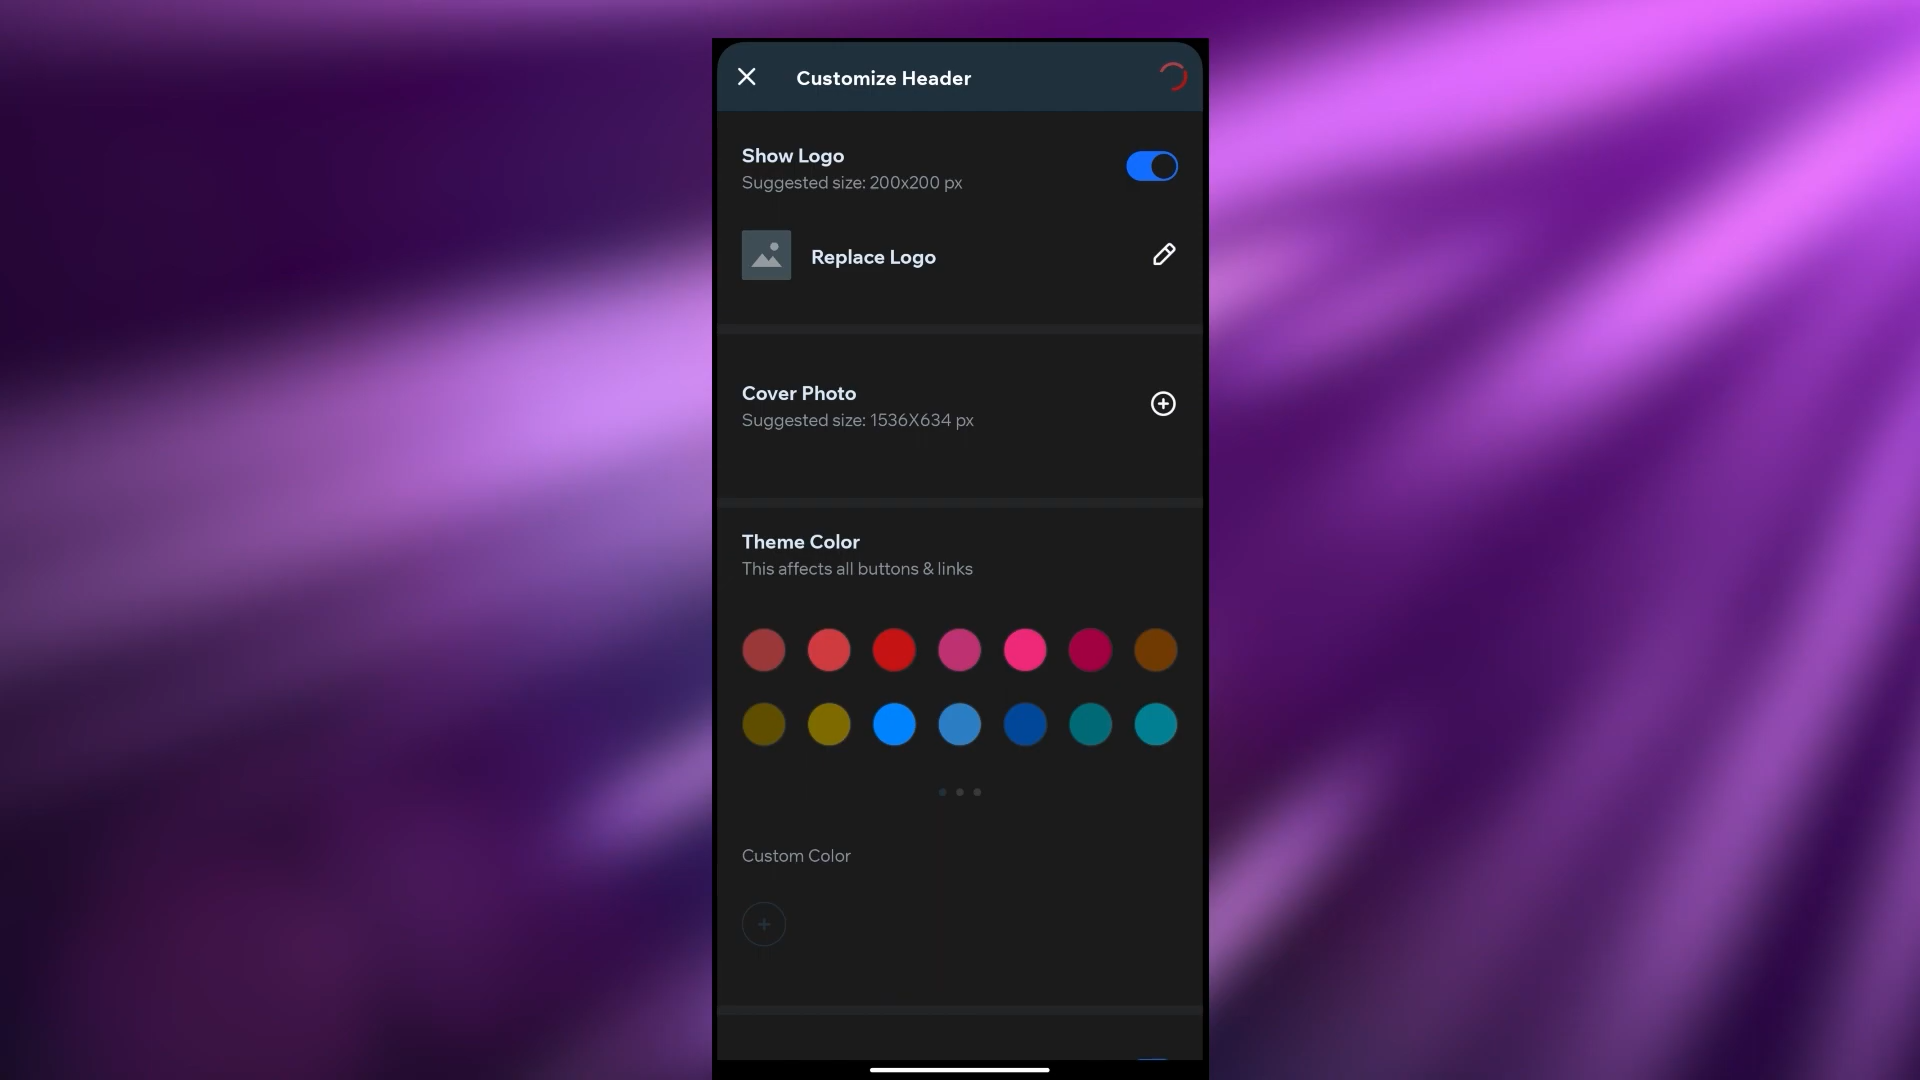 Customize Header
Show Logo
Suggested size: 200x200 px
Replace Logo
Cover Photo
Suggested size: 1536X634 px
Theme Color
This affects all buttons & links
Custom Color